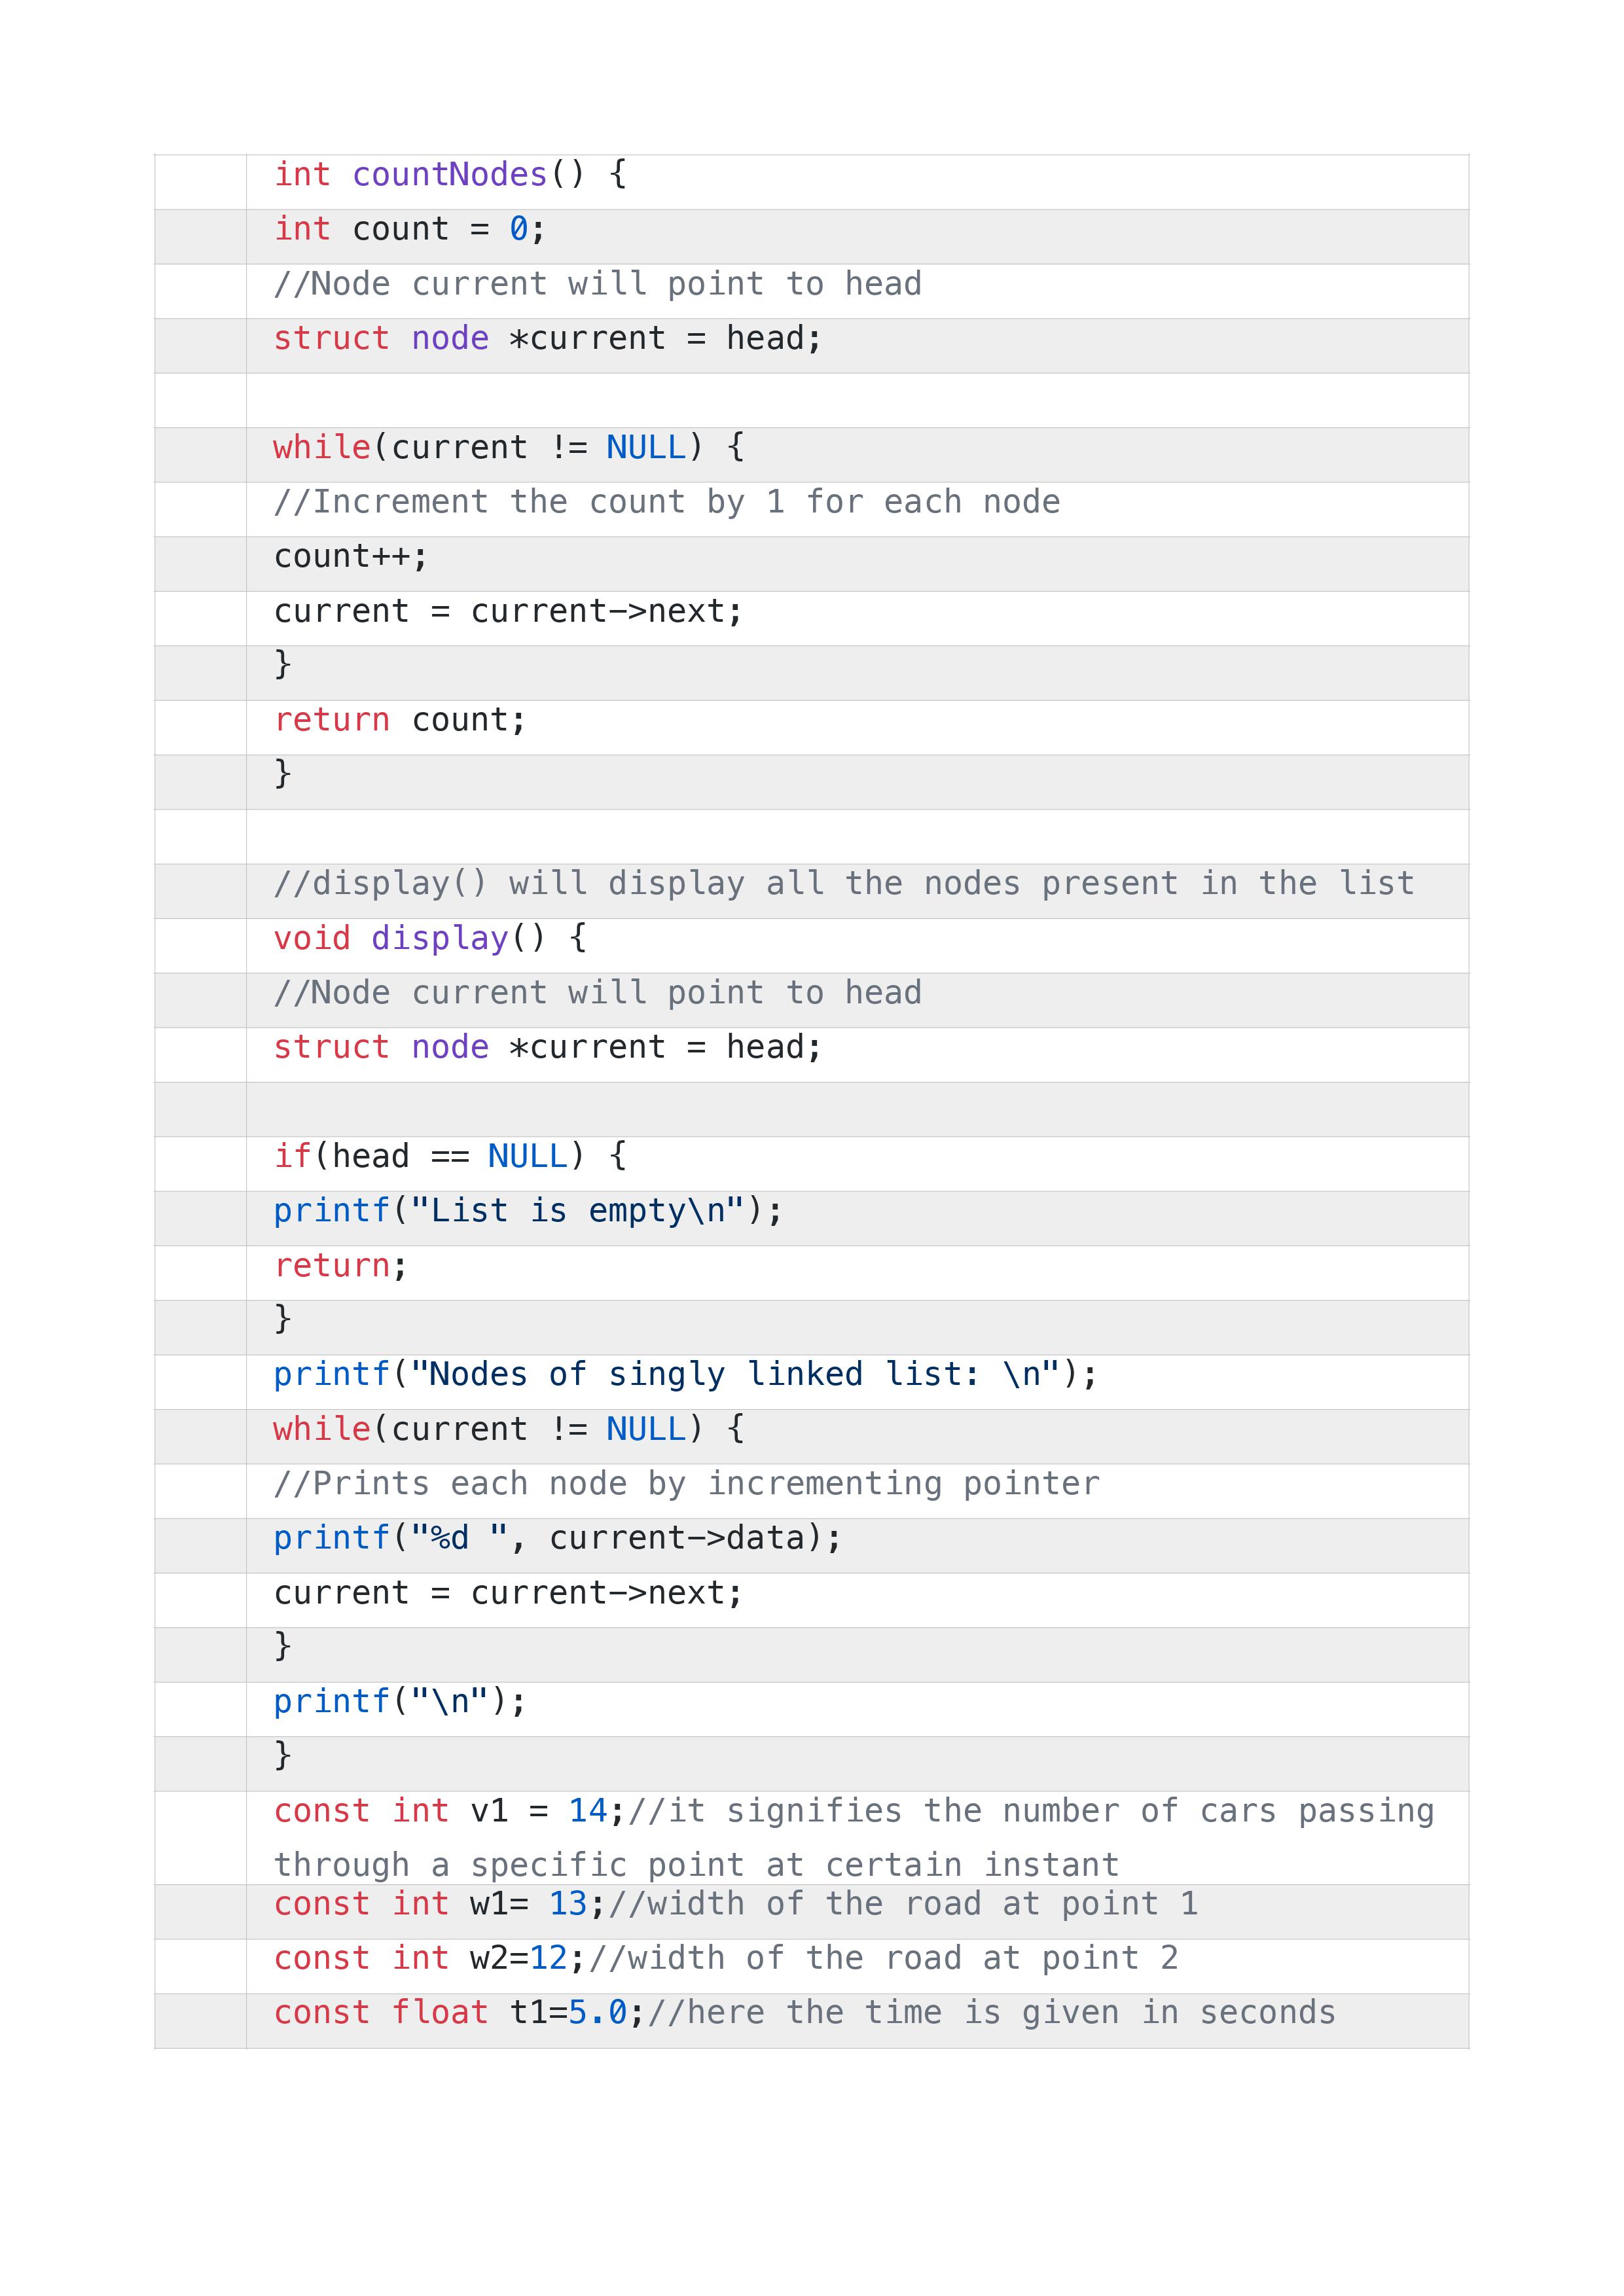 int countNodes() {
int count = 0;
//Node current will point to head
struct node *current = head;
while(current != NULL) {
//Increment the count by 1 for each node
count++;
current = current->next;
}
return count;
}
//display() will display all the nodes present in the list
void display() {
//Node current will point to head
struct node *current = head;
if(head == NULL) {
printf("List is empty\n");
return;
}
printf("Nodes of singly linked list: \n");
while(current != NULL) {
//Prints each node by incrementing pointer
printf("%d ", current->data);
current = current->next;
}
printf("\n");
}
const int v1 = 14;//it signifies the number of cars passing
through a specific point at certain instant
const int w1= 13;//width of the road at point 1
const int w2=12;//width of the road at point 2
const float t1=5.0;//here the time is given in seconds